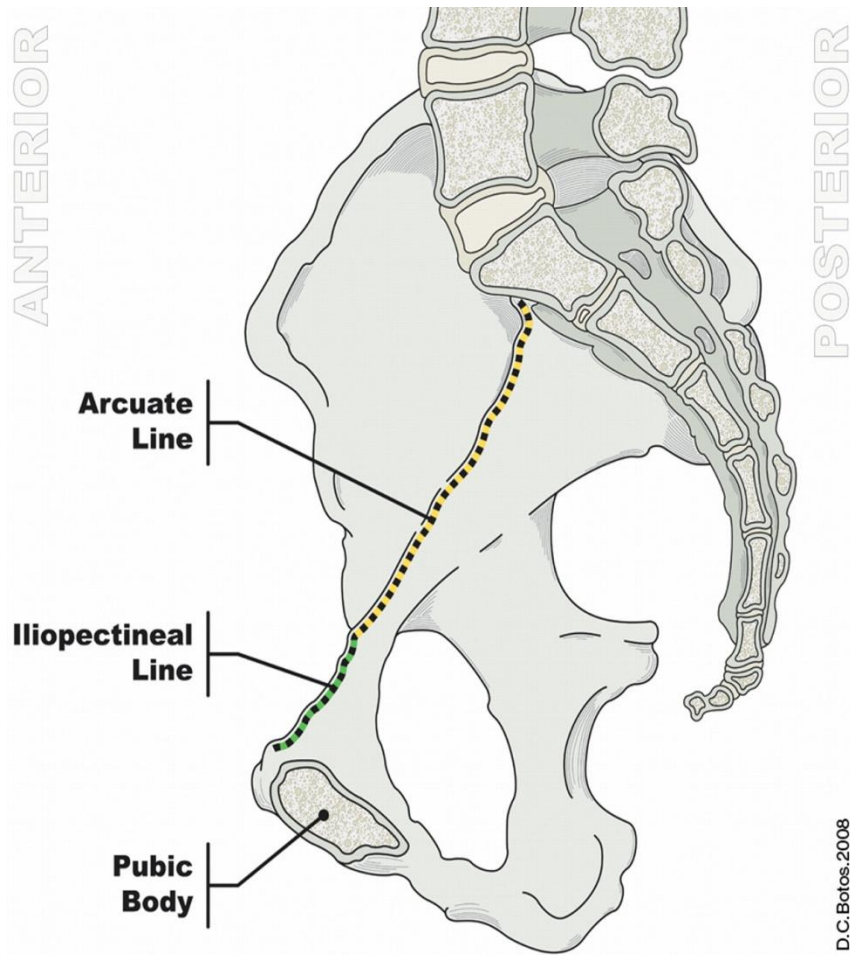 ANTERIOR
POSTERIOR
Arcuate
Line
Iliopectineal
Line
Pubic
Body
D.C.Botos.2008